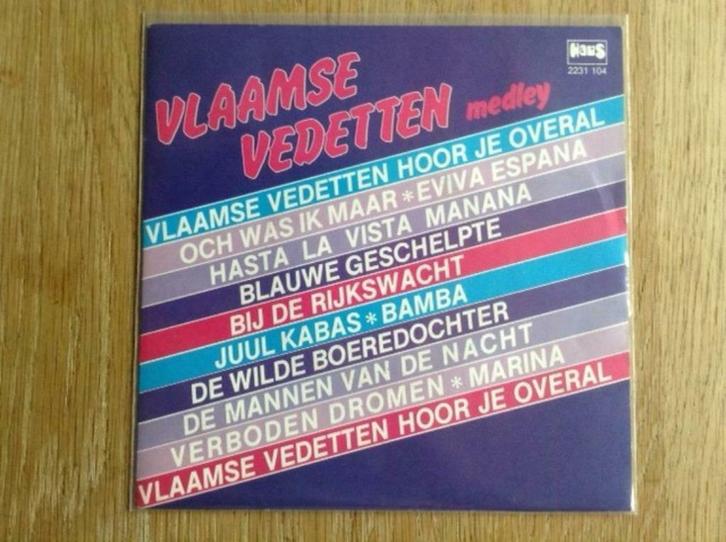 HANS
2231 104
VLAAMSE
VEDETTEN medley
VLAAMSE VEDETTEN HOOR JE OVERAL
OCH WAS IK MAAR * EVIVA ESPANA
HASTA LA VISTA MANANA
BLAUWE GESCHELPTE
BIJ DE RIJKSWACHT
JUUL KABAS * BAMBA
DE WILDE BOEREDOCHTER
DE MANNEN VAN DE NACHT
VERBODEN DROMEN * MARINA
VLAAMSE VEDETTEN HOOR JE OVERAL